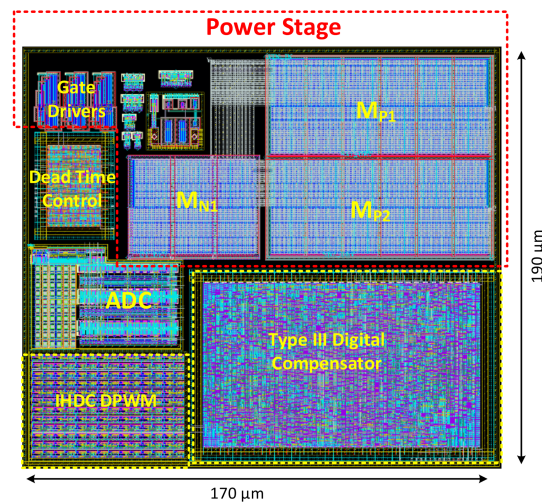 Power Stage
Gate
Drivers
M_P1
Dead Time
Control
M_N1
M_P2
190 µm
ADC
Type III Digital
Compensator
IHDC DPWM
170 µm